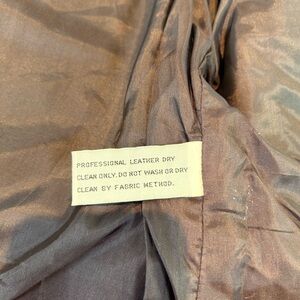 PROFESSIONAL LEATHER DRY
CLEAN ONLY. DO NOT WASH OR DRY
CLEAN BY FABRIC METHOD.